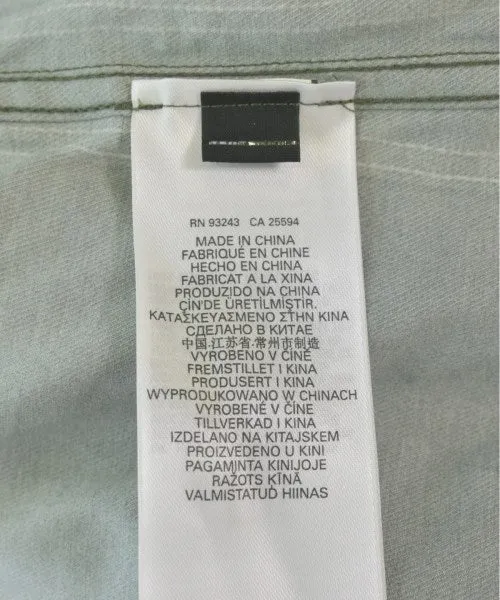 RN 93243 CA 25594
MADE IN CHINA
FABRIQUÉ EN CHINE
HECHO EN CHINA
FABRICAT A LA XINA
PRODUZIDO NA CHINA
ÇIN'DE ÜRETİLMİŞTİR.
ΚΑΤΑΣΚΕΥΑΣΜΕΝΟ ΣΤΗΝ ΚΙΝΑ
СДЕЛАНО В КИТАЕ
中国.江苏省.常州市制造
VYROBENO V ČÍNĚ
FREMSTILLET I KINA
PRODUSERT I KINA
WYPRODUKOWANO W CHINACH
VYROBENÉ V ČÍNE
TILLVERKAD I KINA
IZDELANO NA KITAJSKEM
PROIZVEDENO U KINI
PAGAMINTA KINIJOJE
RAŽOTS ĶĪNĀ
VALMISTATUD HIINAS